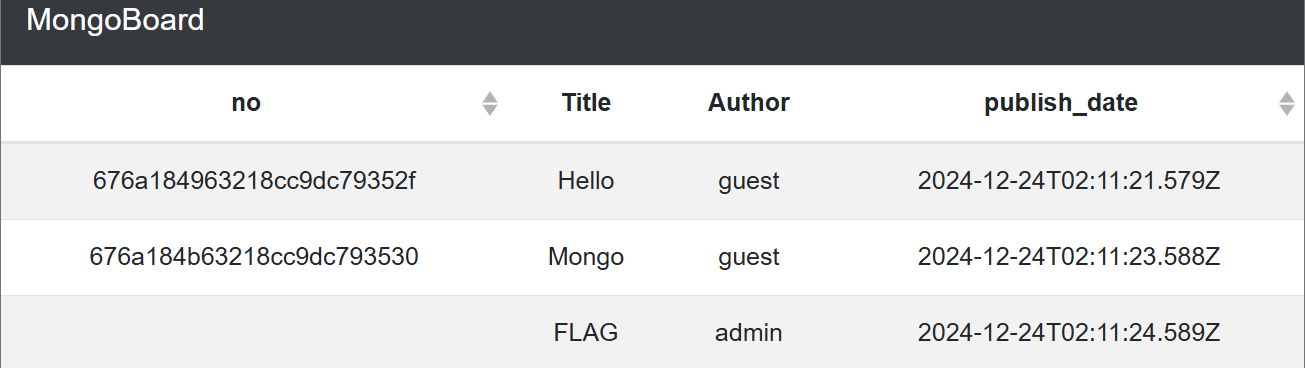 MongoBoard
no Title Author publish_date
676a184963218cc9dc79352f Hello guest 2024-12-24T02:11:21.579Z
676a184b63218cc9dc793530 Mongo guest 2024-12-24T02:11:23.588Z
FLAG admin 2024-12-24T02:11:24.589Z